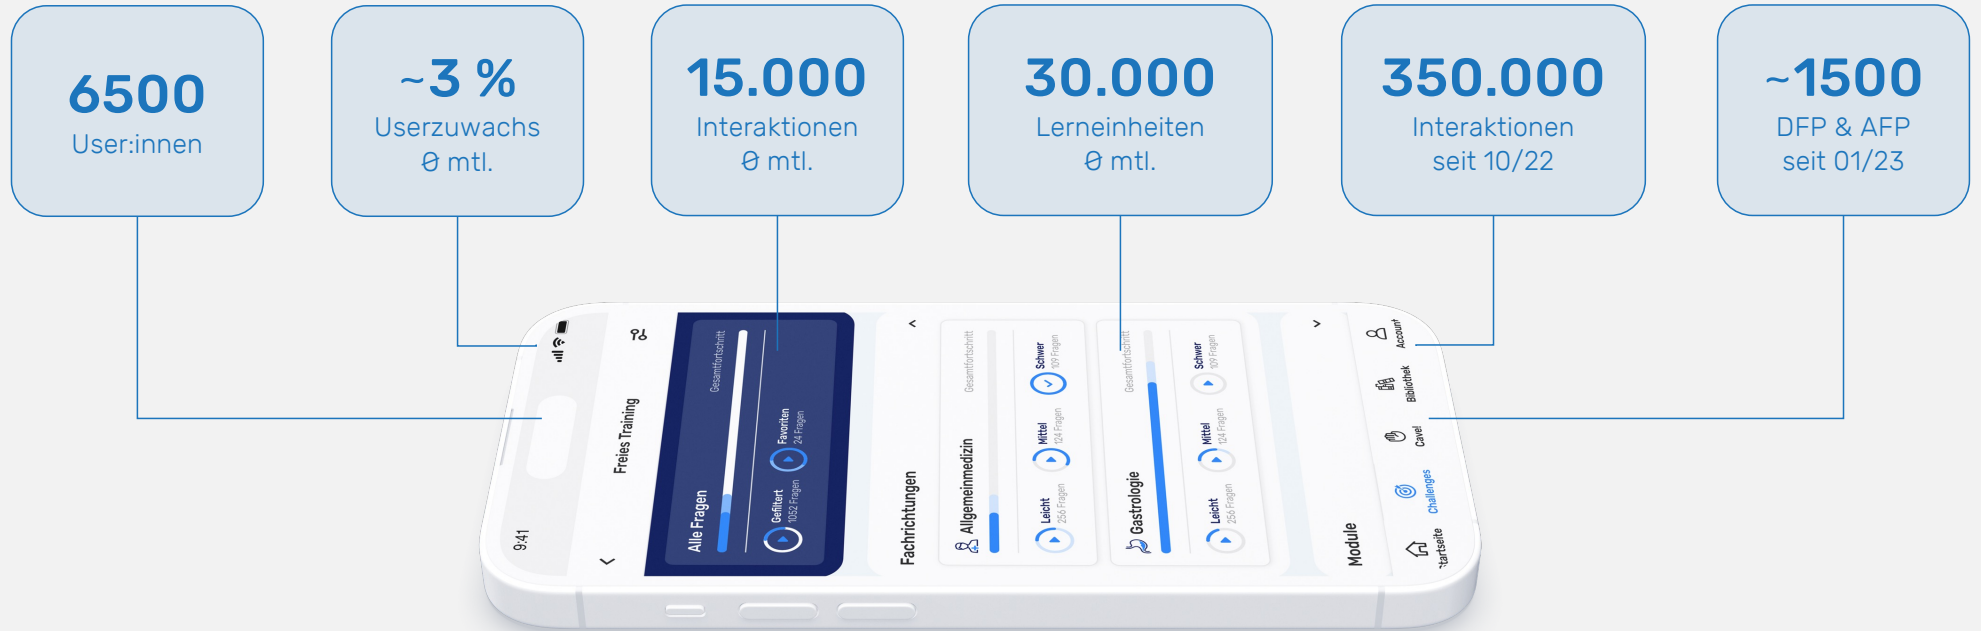 6500
User:innen
~3 %
Userzuwachs
Ø mtl.
15.000
Interaktionen
Ø mtl.
30.000
Lerneinheiten
Ø mtl.
350.000
Interaktionen
seit 10/22
~1500
DFP & AFP
seit 01/23
9:41
Freies Training
Alle Fragen
Gesamtfortschritt
Gefiltert
1052 Fragen
Favoriten
24 Fragen
Fachrichtungen
Allgemeinmedizin
Gesamtfortschritt
Leicht
256 Fragen
Mittel
124 Fragen
Schwer
109 Fragen
Gastrologie
Gesamtfortschritt
Leicht
256 Fragen
Mittel
124 Fragen
Schwer
109 Fragen
Module
Startseite
Challenges
Cave!
Bibliothek
Account